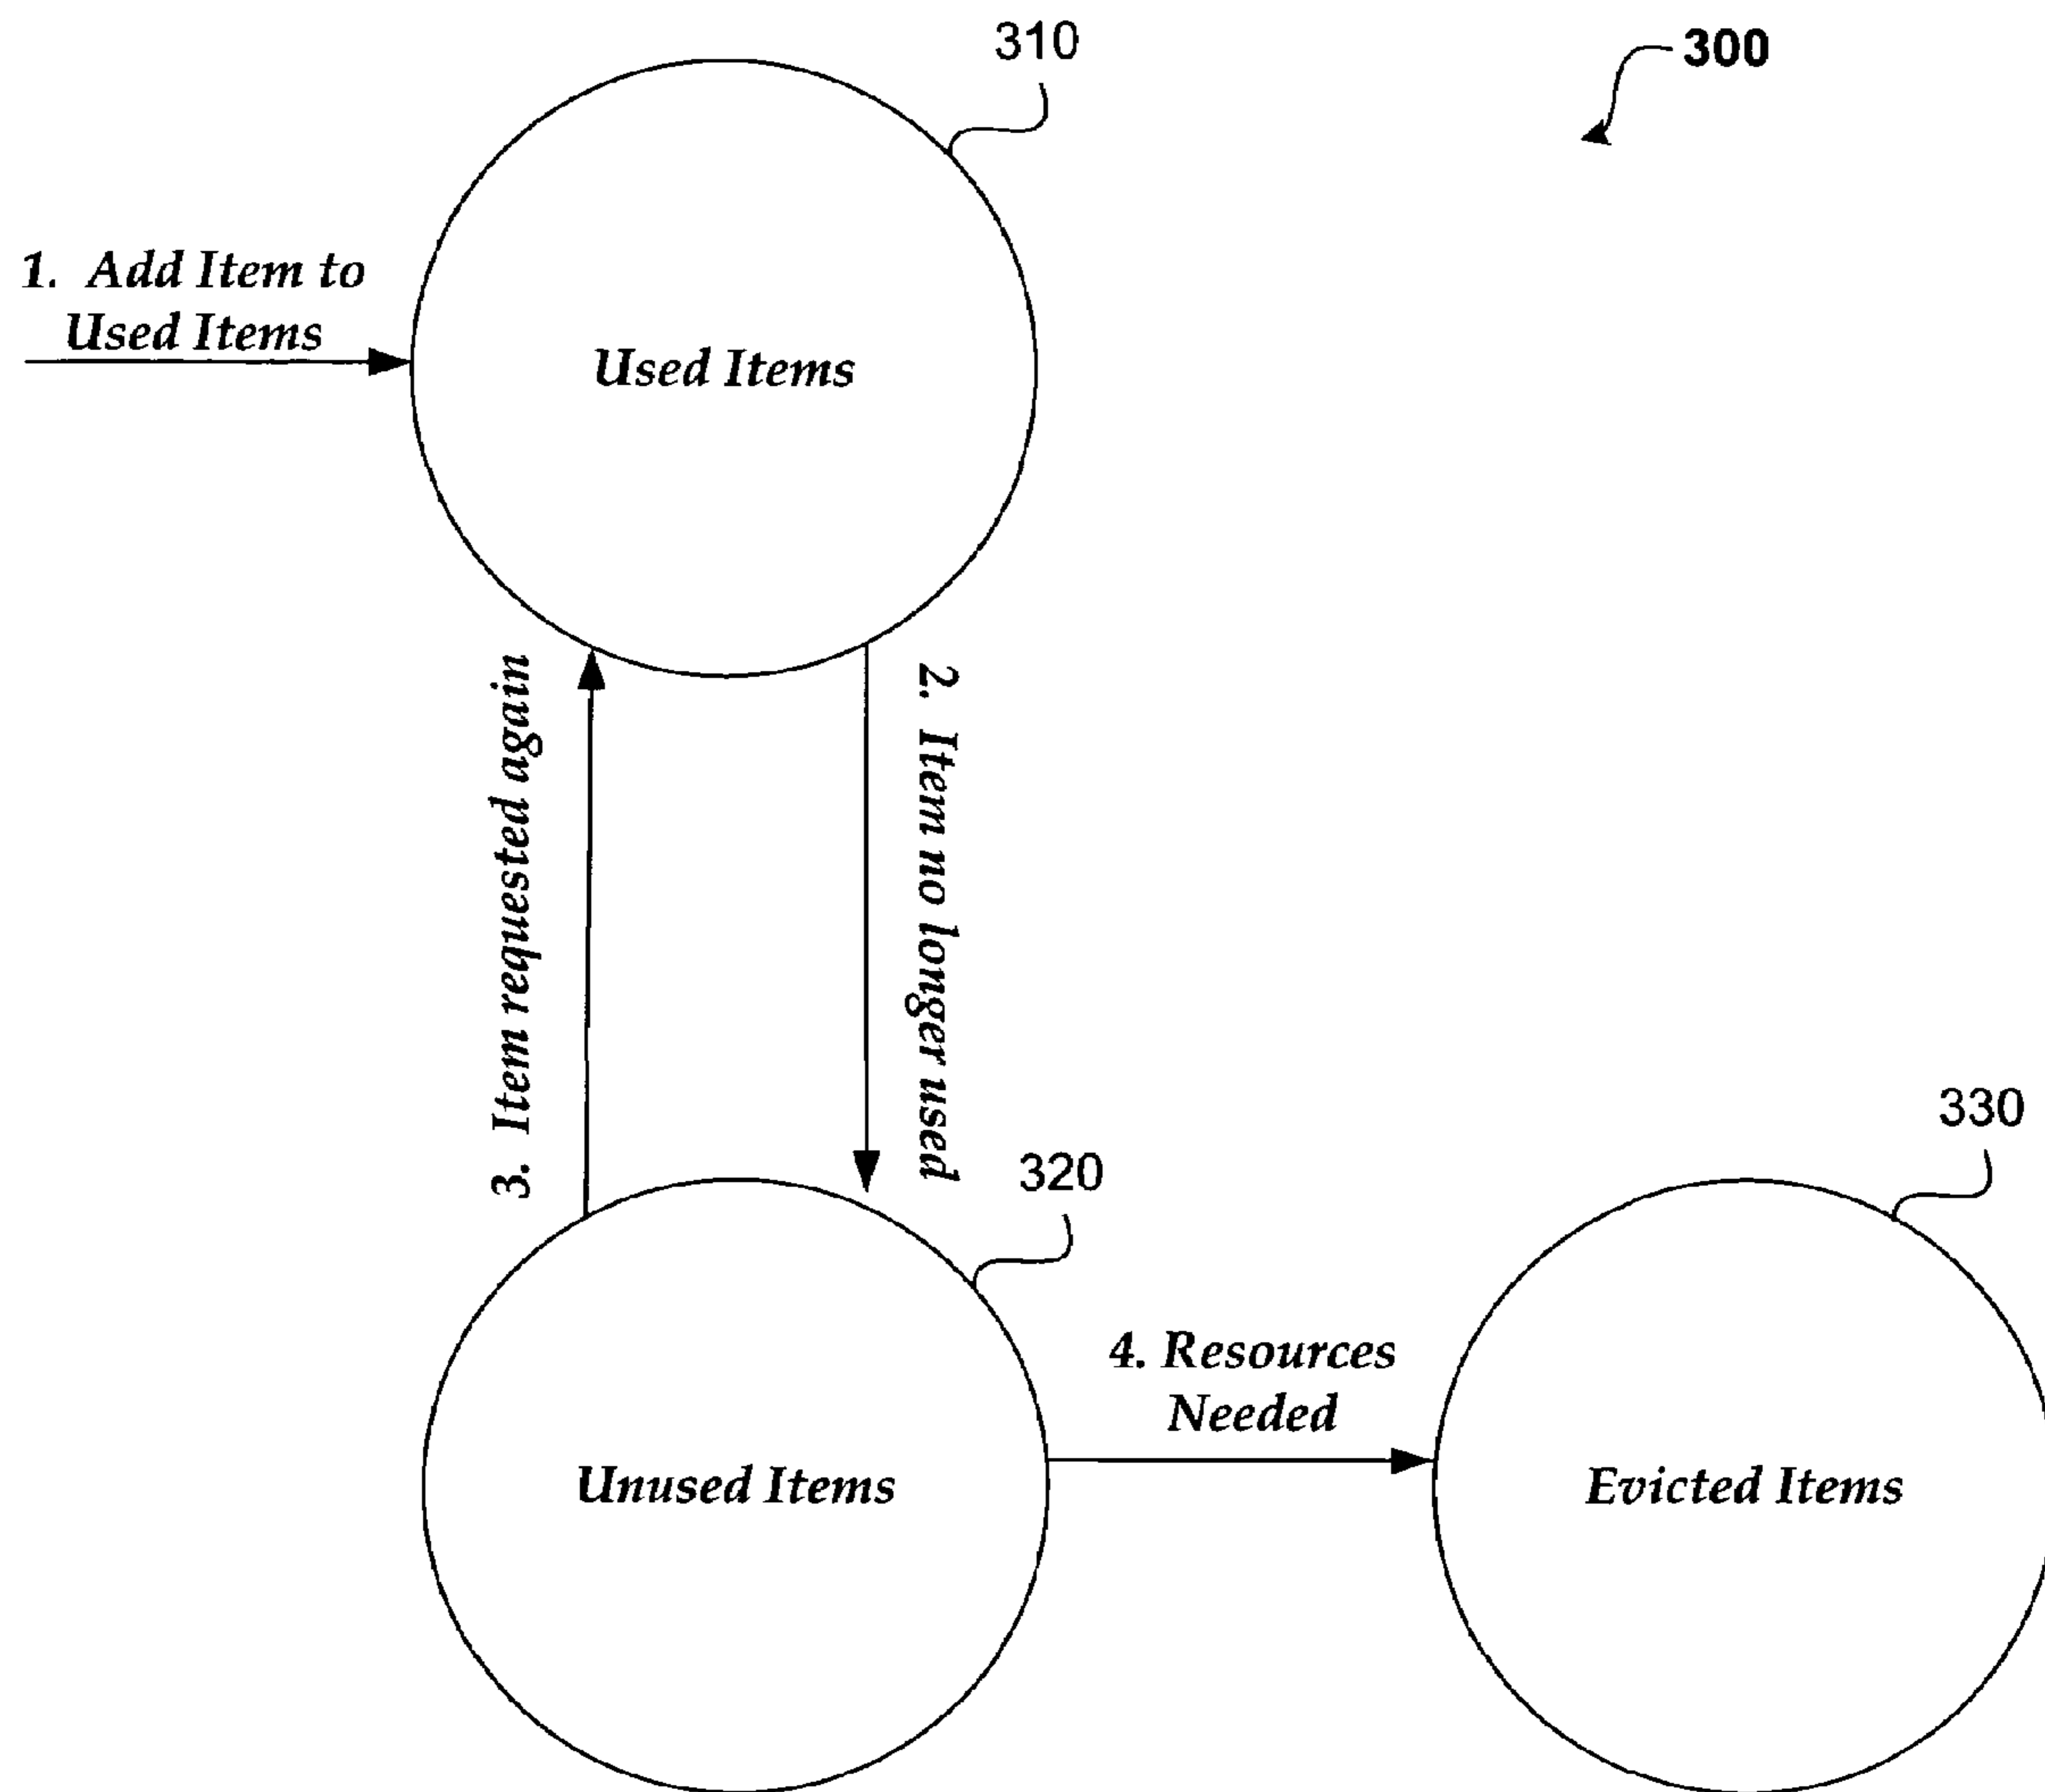 310
300
1. Add Item to
Used Items
Used Items
3. Item requested again
2. Item no longer used
320
330
4. Resources
Needed
Unused Items
Evicted Items